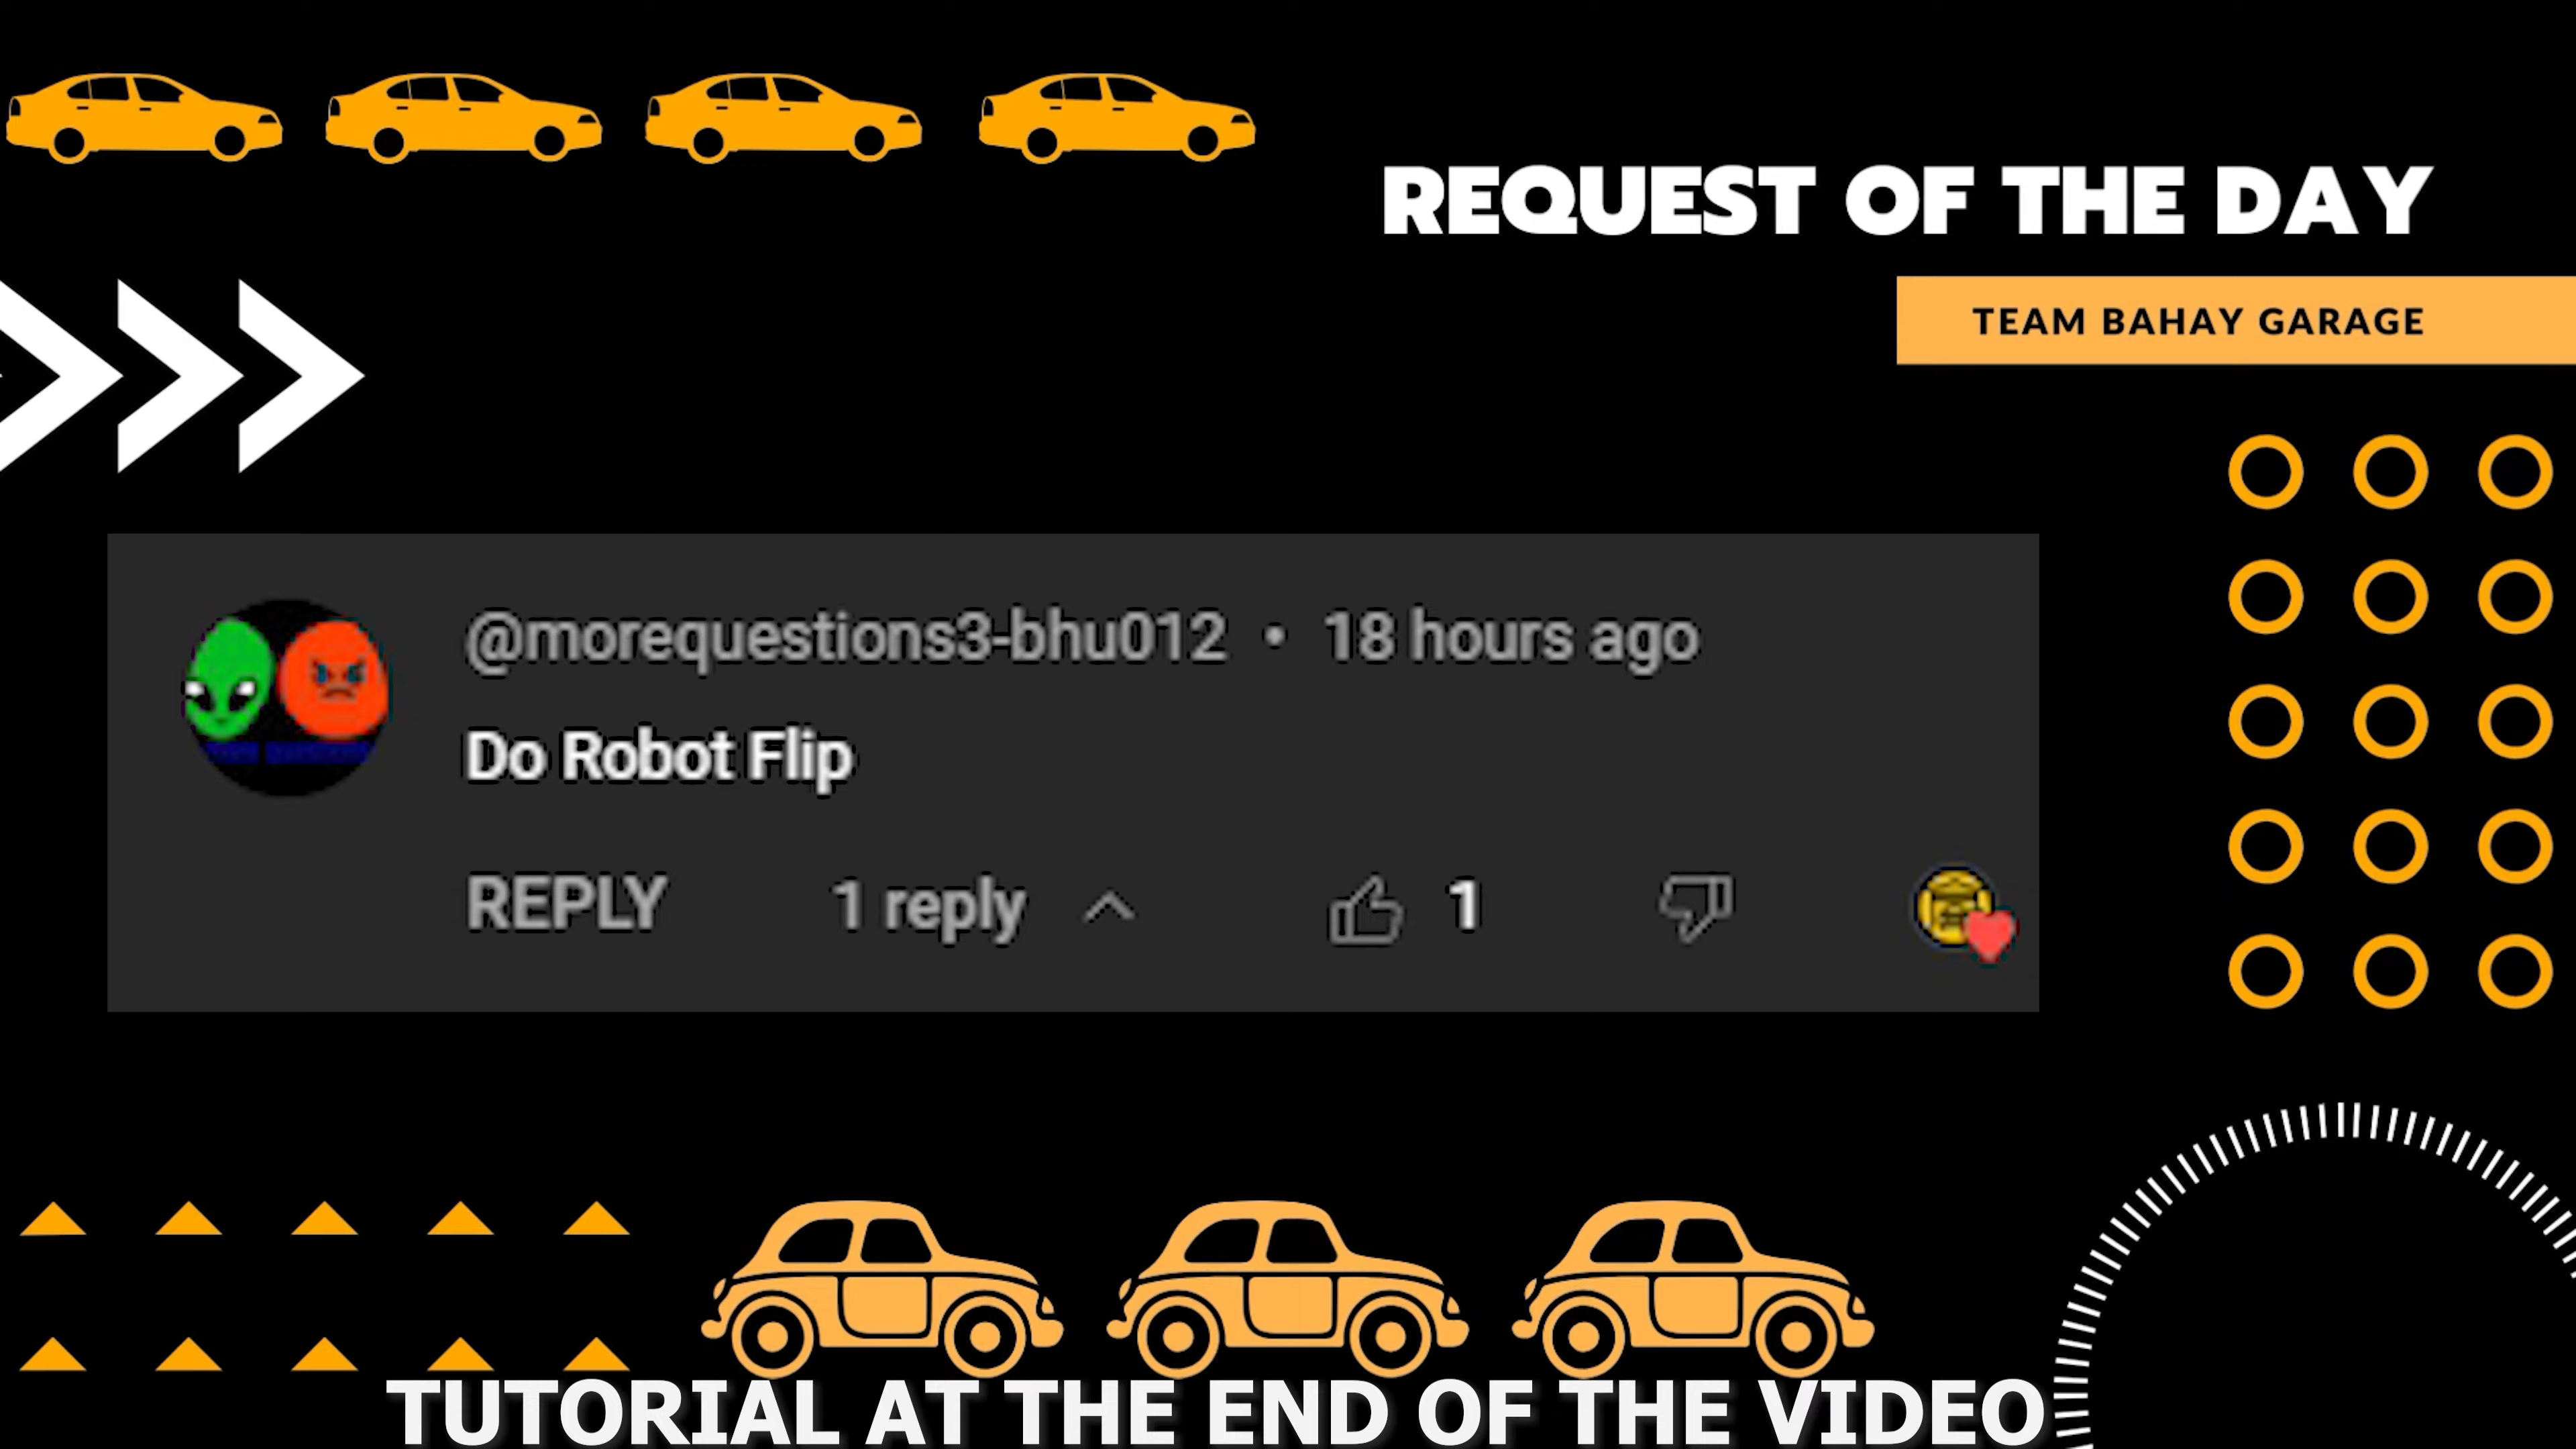 REQUEST OF THE DAY
TEAM BAHAY GARAGE
@morequestions3-bhu012 • 18 hours ago
Do Robot Flip
REPLY 1 reply 1
TUTORIAL AT THE END OF THE VIDEO